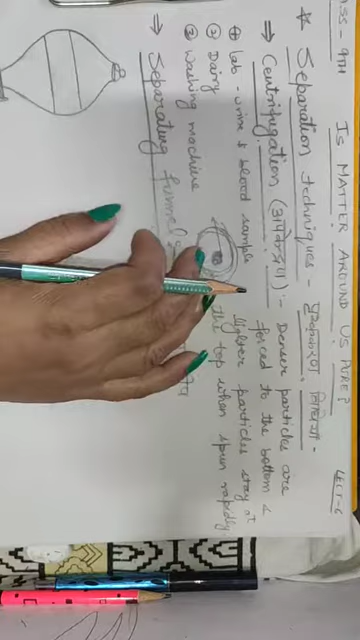 IS MATTER AROUND US PURE?
LECT-6
* Separation techniques - पृथक्करण विधियाँ -
⇒ Centrifugation (अपकेन्द्रण) :- Denser particles are
forced to the bottom &
lighter particles stay at
the top when spun rapidly
① Lab - urine & blood sample
② Dairy
③ Washing machine
⇒ Separating funnel